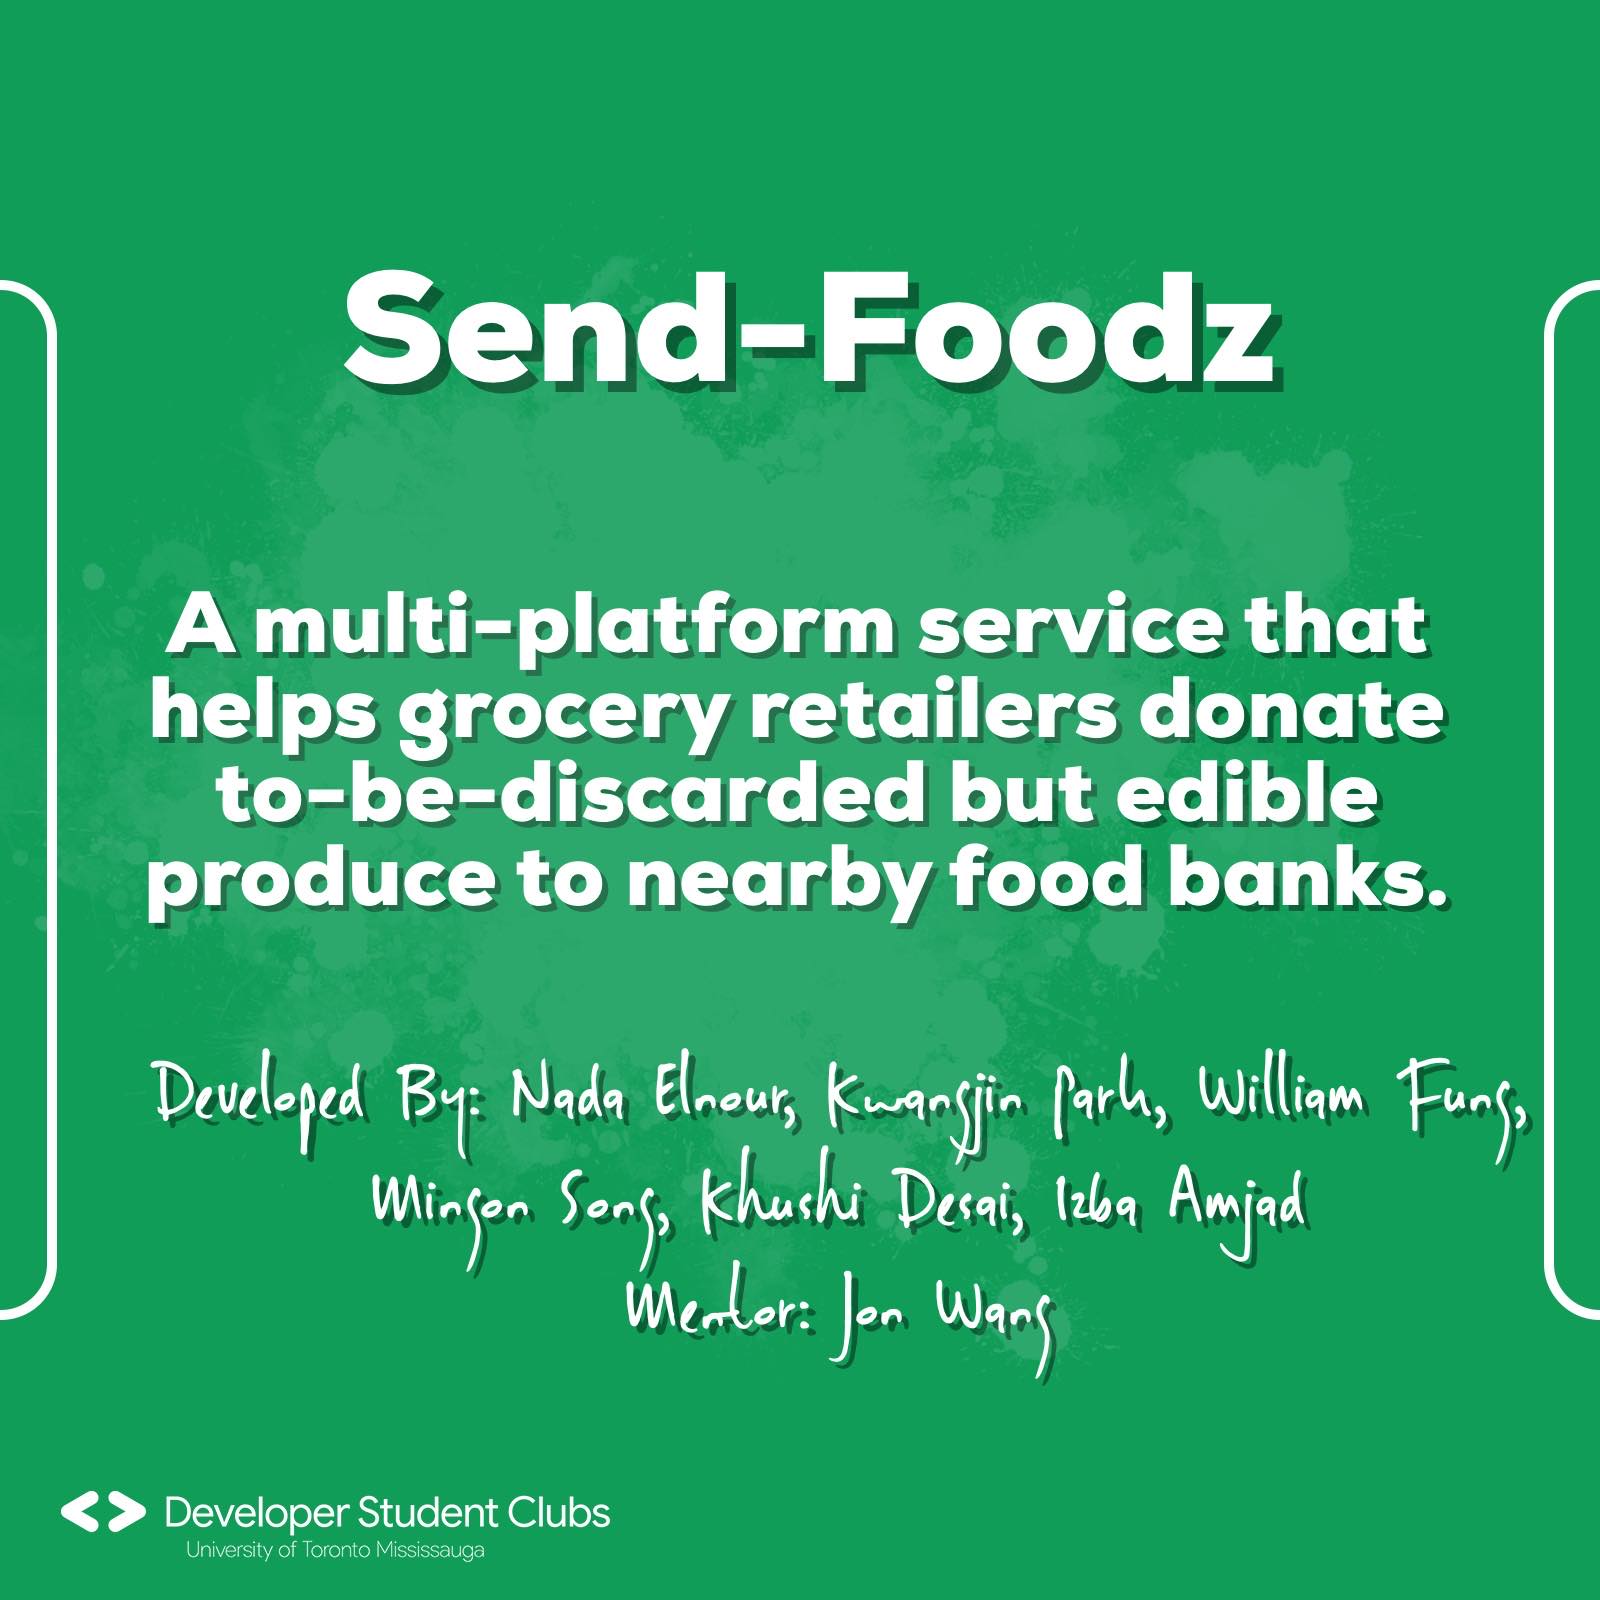 Send-Foodz
A multi-platform service that
helps grocery retailers donate
to-be-discarded but edible
produce to nearby food banks.
Developed By: Nada Elnour, Kwangjin Park, William Fung,
Mingon Song, Khushi Desai, Izba Amjad
Mentor: Jon Wang
<> Developer Student Clubs
University of Toronto Mississauga